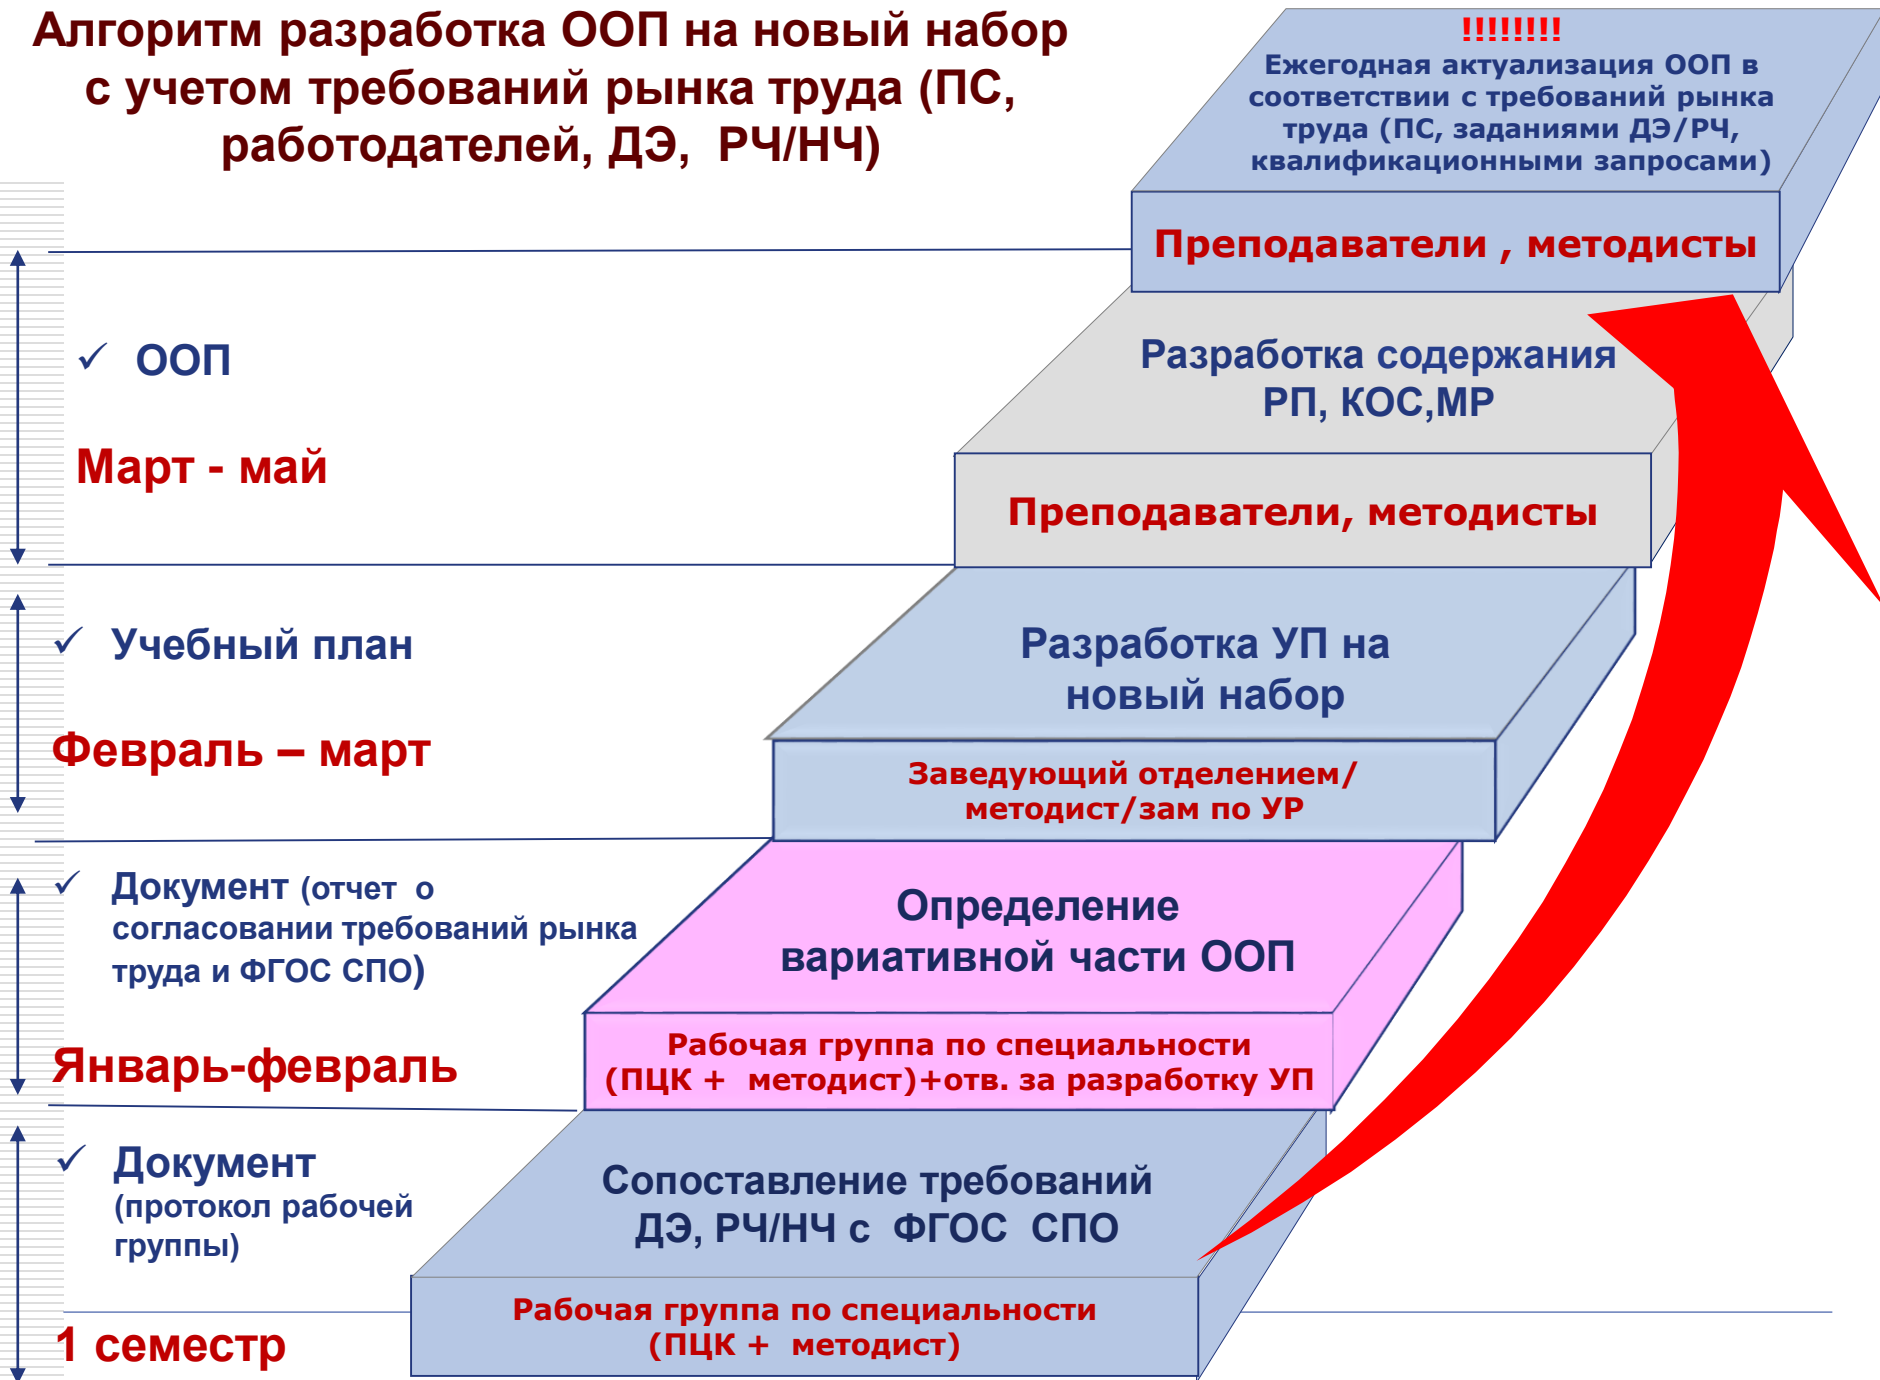 Алгоритм разработка ООП на новый набор
с учетом требований рынка труда (ПС,
работодателей, ДЭ, РЧ/НЧ)
!!!!!!!!
Ежегодная актуализация ООП в
соответствии с требований рынка
труда (ПС, заданиями ДЭ/РЧ,
квалификационными запросами)
Преподаватели , методисты
✓ ООП
Март - май
Разработка содержания
РП, КОС,МР
Преподаватели, методисты
✓ Учебный план
Февраль – март
Разработка УП на
новый набор
Заведующий отделением/
методист/зам по УР
✓ Документ (отчет о
согласовании требований рынка
труда и ФГОС СПО)
Январь-февраль
Определение
вариативной части ООП
Рабочая группа по специальности
(ПЦК + методист)+отв. за разработку УП
✓ Документ
(протокол рабочей
группы)
1 семестр
Сопоставление требований
ДЭ, РЧ/НЧ с ФГОС СПО
Рабочая группа по специальности
(ПЦК + методист)